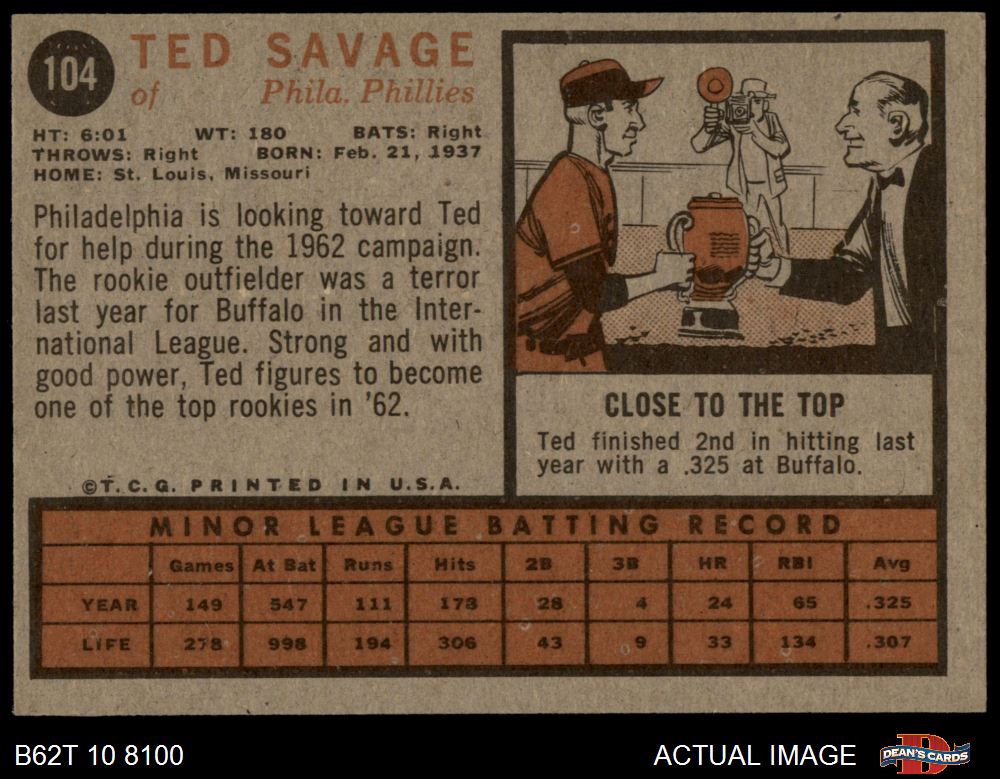 104
TED SAVAGE
of Phila. Phillies
HT: 6:01 WT: 180 BATS: Right
THROWS: Right BORN: Feb. 21, 1937
HOME: St. Louis, Missouri
Philadelphia is looking toward Ted
for help during the 1962 campaign.
The rookie outfielder was a terror
last year for Buffalo in the Inter-
national League. Strong and with
good power, Ted figures to become
one of the top rookies in '62.
©T.C.G. PRINTED IN U.S.A.
CLOSE TO THE TOP
Ted finished 2nd in hitting last
year with a .325 at Buffalo.
MINOR LEAGUE BATTING RECORD
Games At Bat Runs Hits 2B 3B HR RBI Avg
YEAR 149 547 111 178 28 4 24 65 .325
LIFE 278 998 194 306 43 9 33 134 .307
B62T 10 8100
ACTUAL IMAGE
DEAN'S CARDS